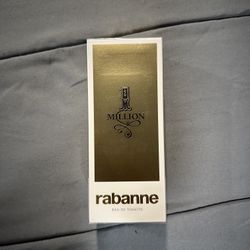 1
MILLION
rabanne
EAU DE TOILETTE